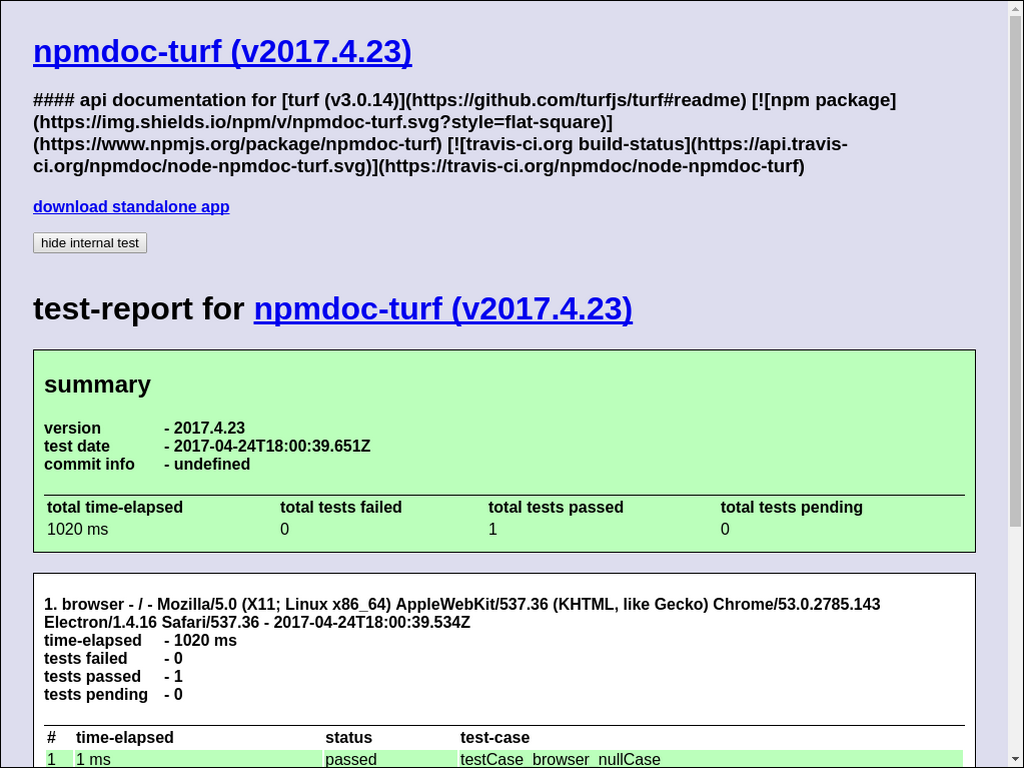 npmdoc-turf (v2017.4.23)
#### api documentation for [turf (v3.0.14)](https://github.com/turfjs/turf#readme) [![npm package]
(https://img.shields.io/npm/v/npmdoc-turf.svg?style=flat-square)]
(https://www.npmjs.org/package/npmdoc-turf) [![travis-ci.org build-status](https://api.travis-
ci.org/npmdoc/node-npmdoc-turf.svg)](https://travis-ci.org/npmdoc/node-npmdoc-turf)
download standalone app
hide internal test
test-report for npmdoc-turf (v2017.4.23)
summary
version - 2017.4.23
test date - 2017-04-24T18:00:39.651Z
commit info - undefined
total time-elapsed total tests failed total tests passed total tests pending
1020 ms 0 1 0
1. browser - / - Mozilla/5.0 (X11; Linux x86_64) AppleWebKit/537.36 (KHTML, like Gecko) Chrome/53.0.2785.143
Electron/1.4.16 Safari/537.36 - 2017-04-24T18:00:39.534Z
time-elapsed - 1020 ms
tests failed - 0
tests passed - 1
tests pending - 0
# time-elapsed status test-case
1 1 ms passed testCase_browser_nullCase